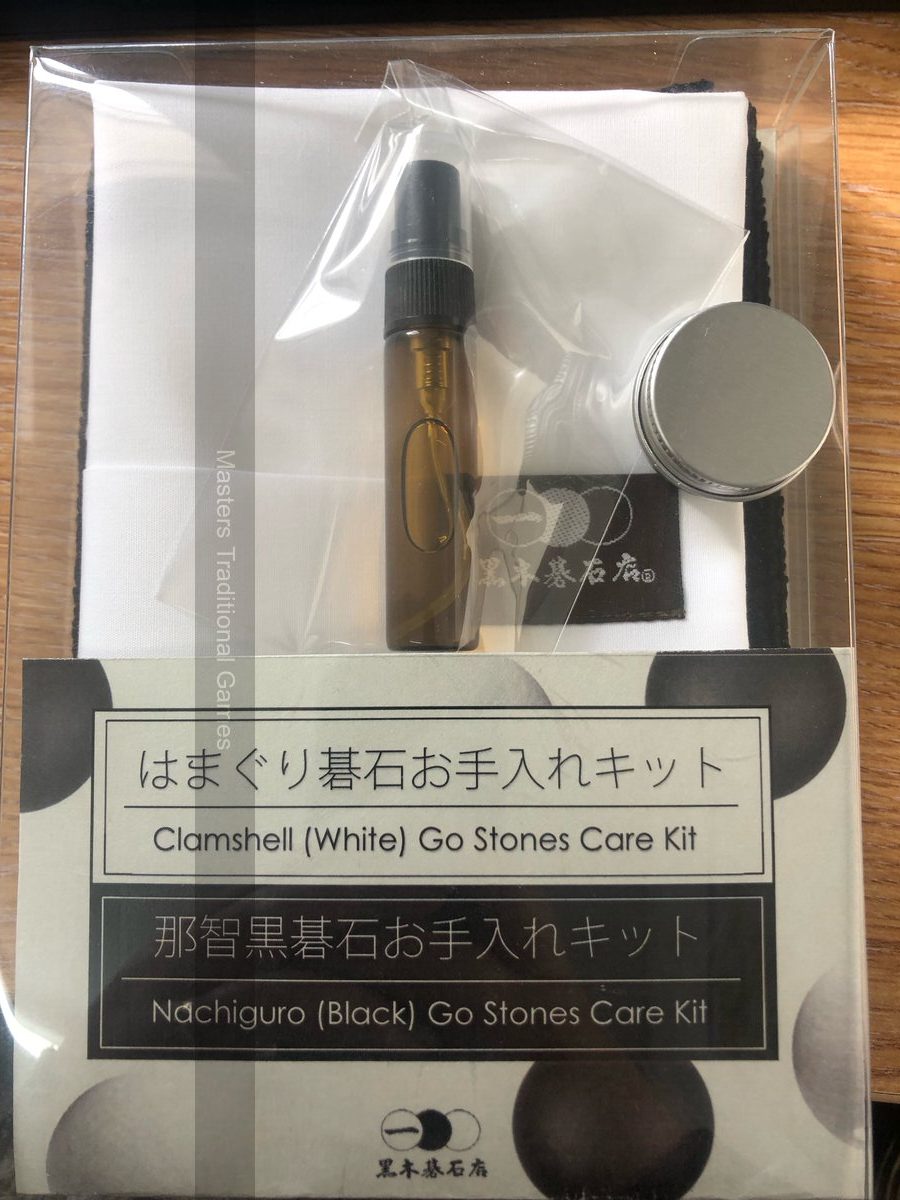 一
黒木碁石店
Masters Traditional Games
はまぐり碁石お手入れキット
Clamshell (White) Go Stones Care Kit
那智黒碁石お手入れキット
Nachiguro (Black) Go Stones Care Kit
一
黒木碁石店